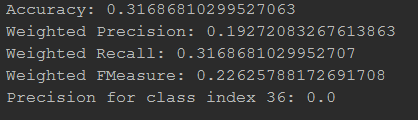 Accuracy: 0.31686810299527063
Weighted Precision: 0.19272083267613863
Weighted Recall: 0.3168681029952707
Weighted FMeasure: 0.22625788172691708
Precision for class index 36: 0.0